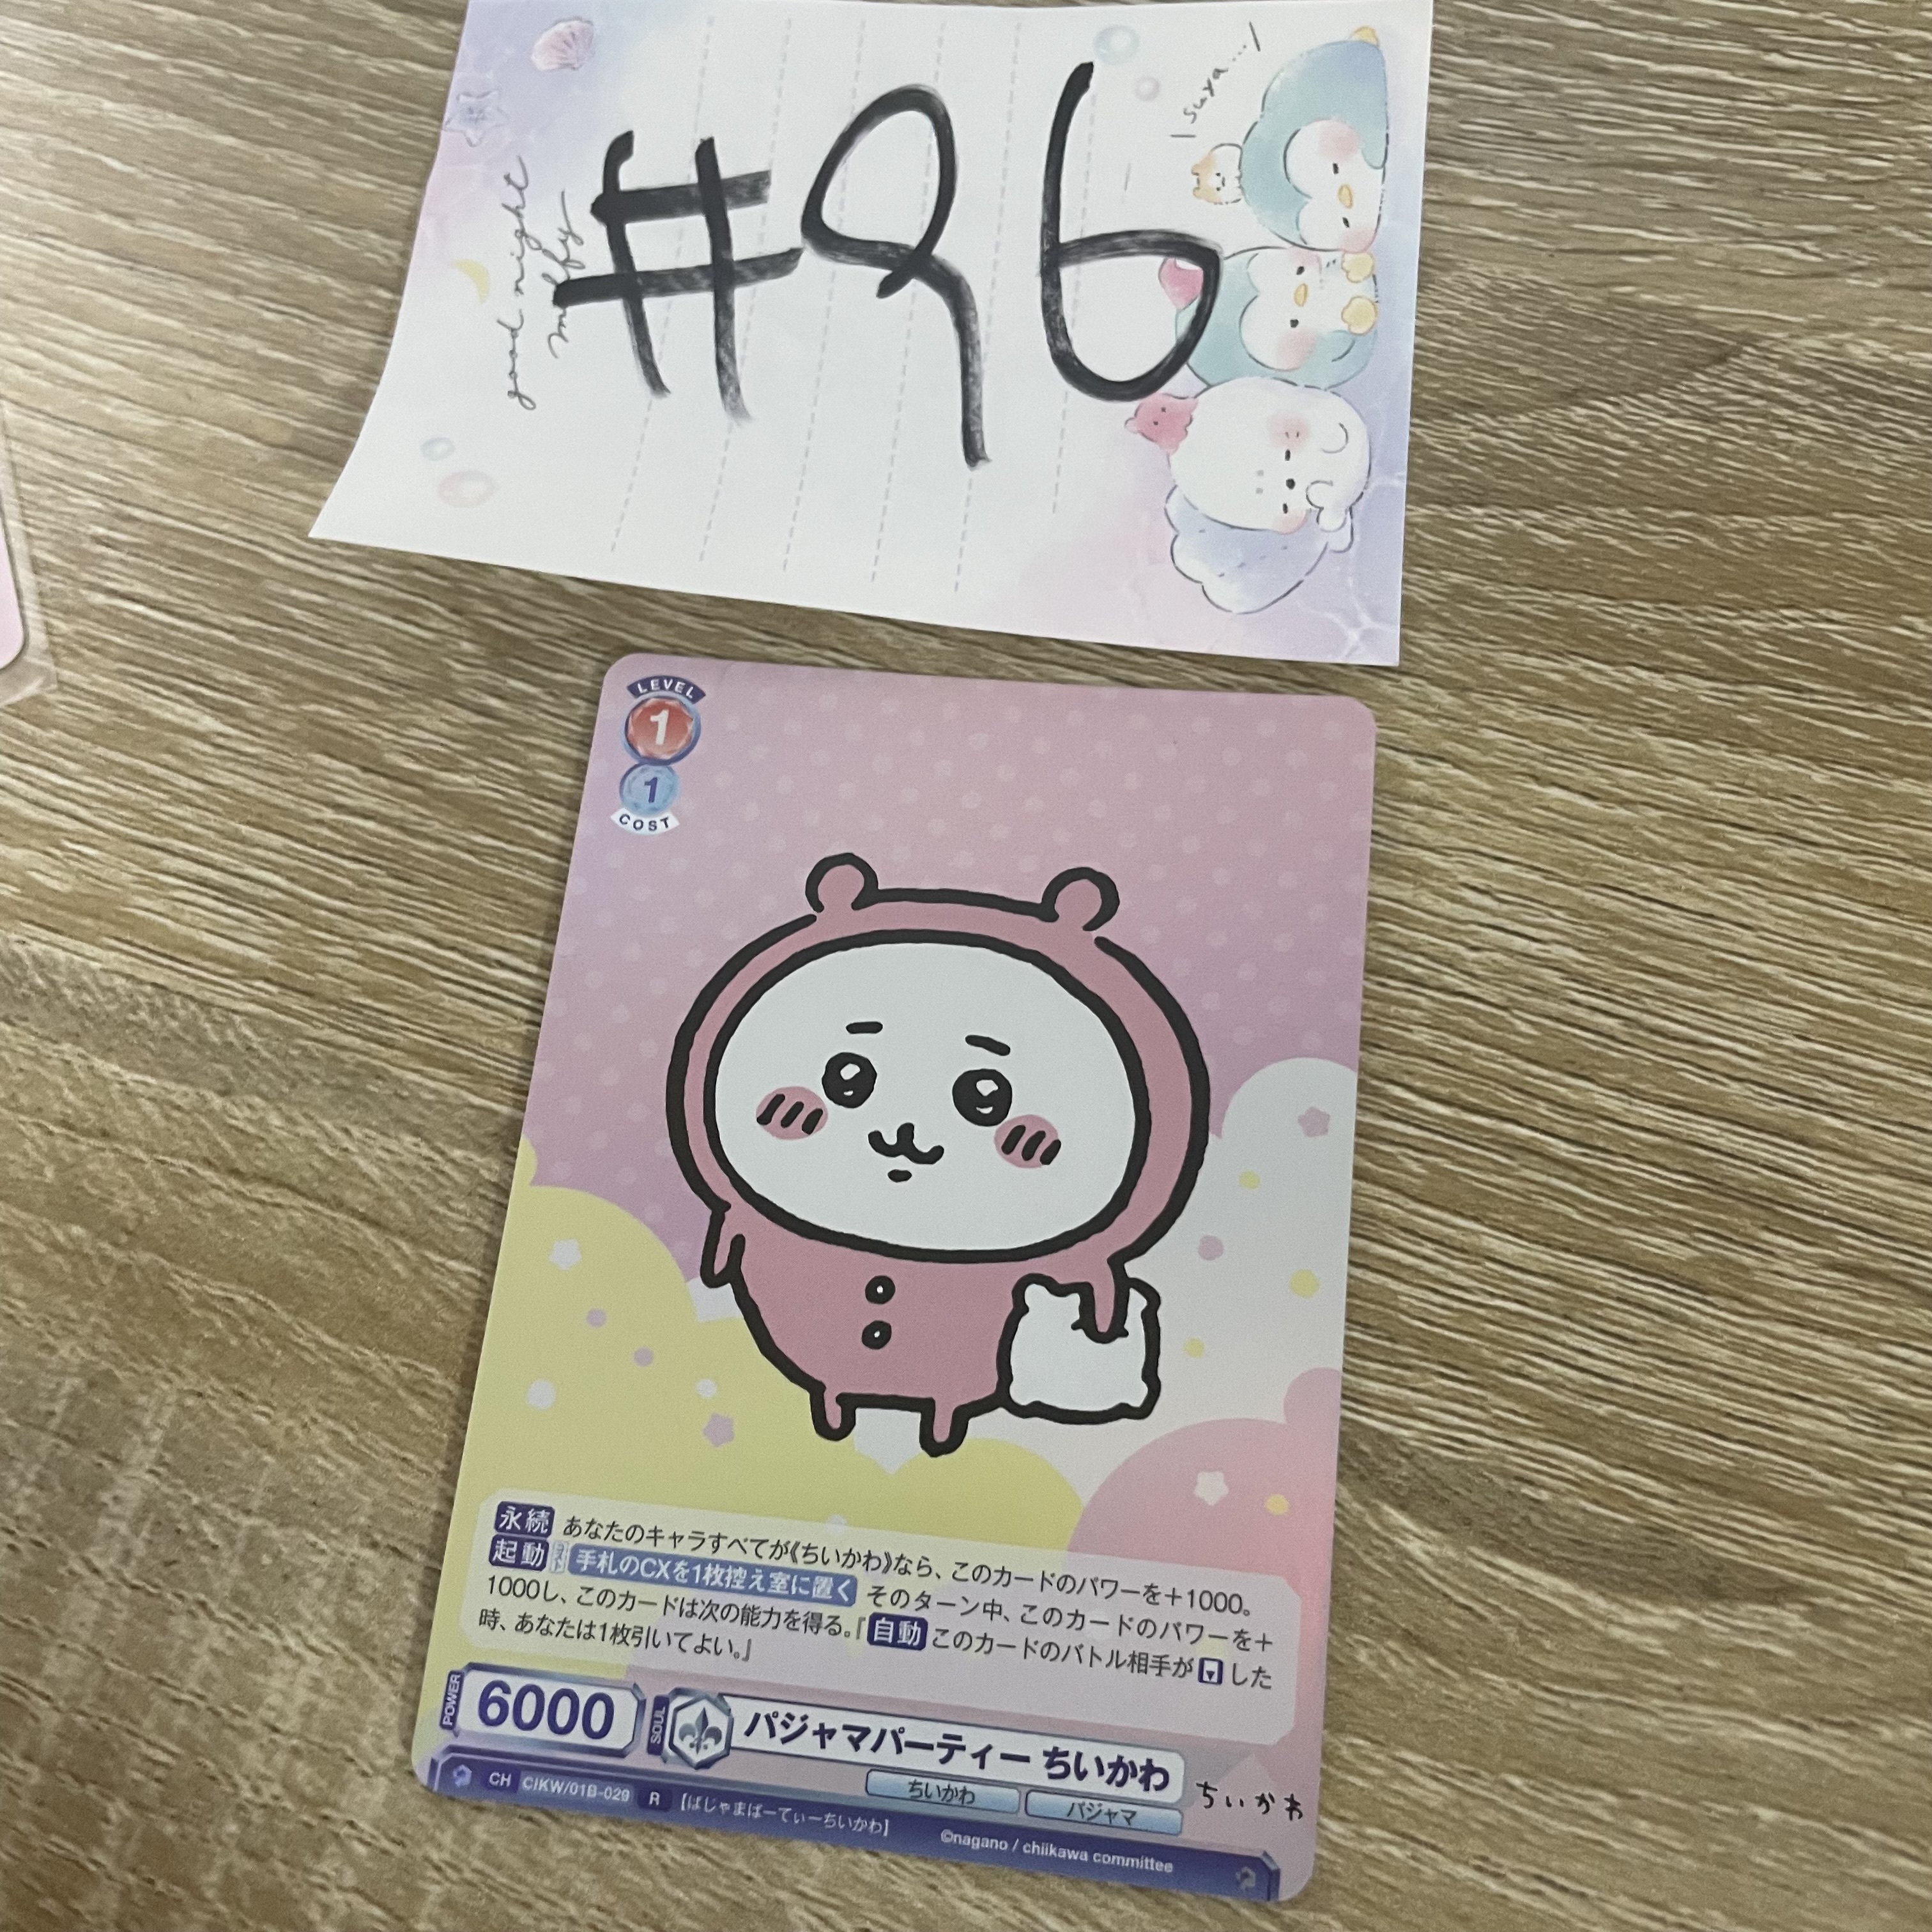 #96
good night
moffy
suya....
LEVEL
1
1
COST
永続 あなたのキャラすべてが《ちいかわ》なら、このカードのパワーを＋1000。
起動 コスト 手札のCXを1枚控え室に置く そのターン中、このカードのパワーを＋
1000し、このカードは次の能力を得る。『自動 このカードのバトル相手が した
時、あなたは1枚引いてよい。』
POWER 6000 SOUL パジャマパーティー ちいかわ
ちいかわ パジャマ ちいかわ
CH CIKW/01B-029 R 【ぱじゃまぱーてぃーちいかわ】
©nagano / chiikawa committee